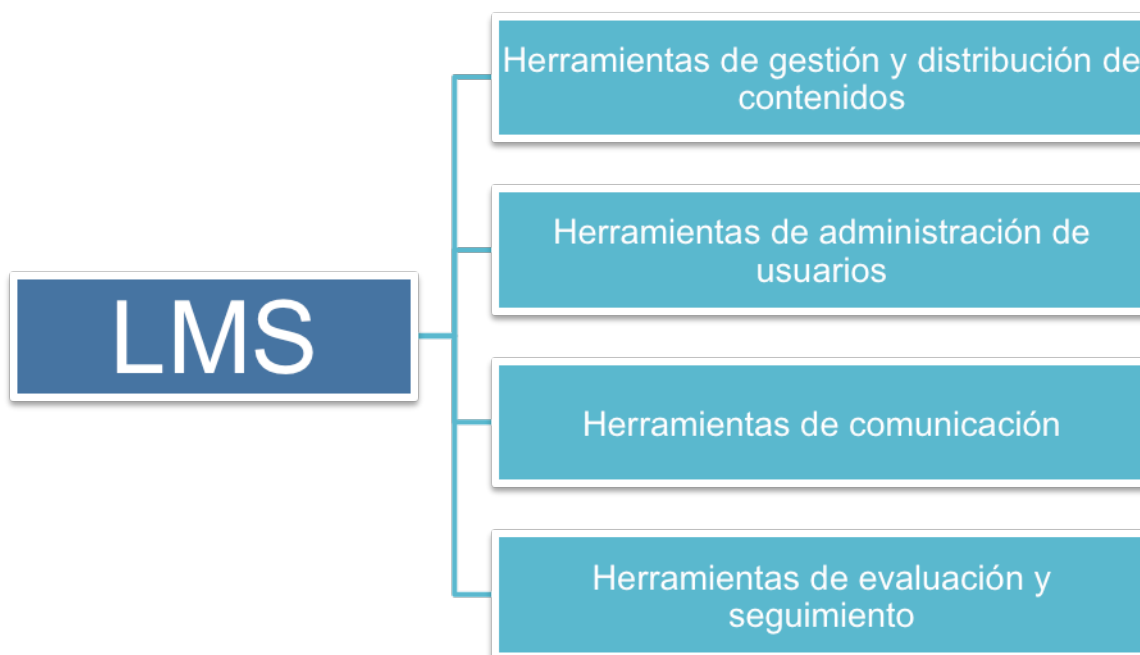 Herramientas de gestión y distribución de
contenidos
Herramientas de administración de
usuarios
LMS
Herramientas de comunicación
Herramientas de evaluación y
seguimiento